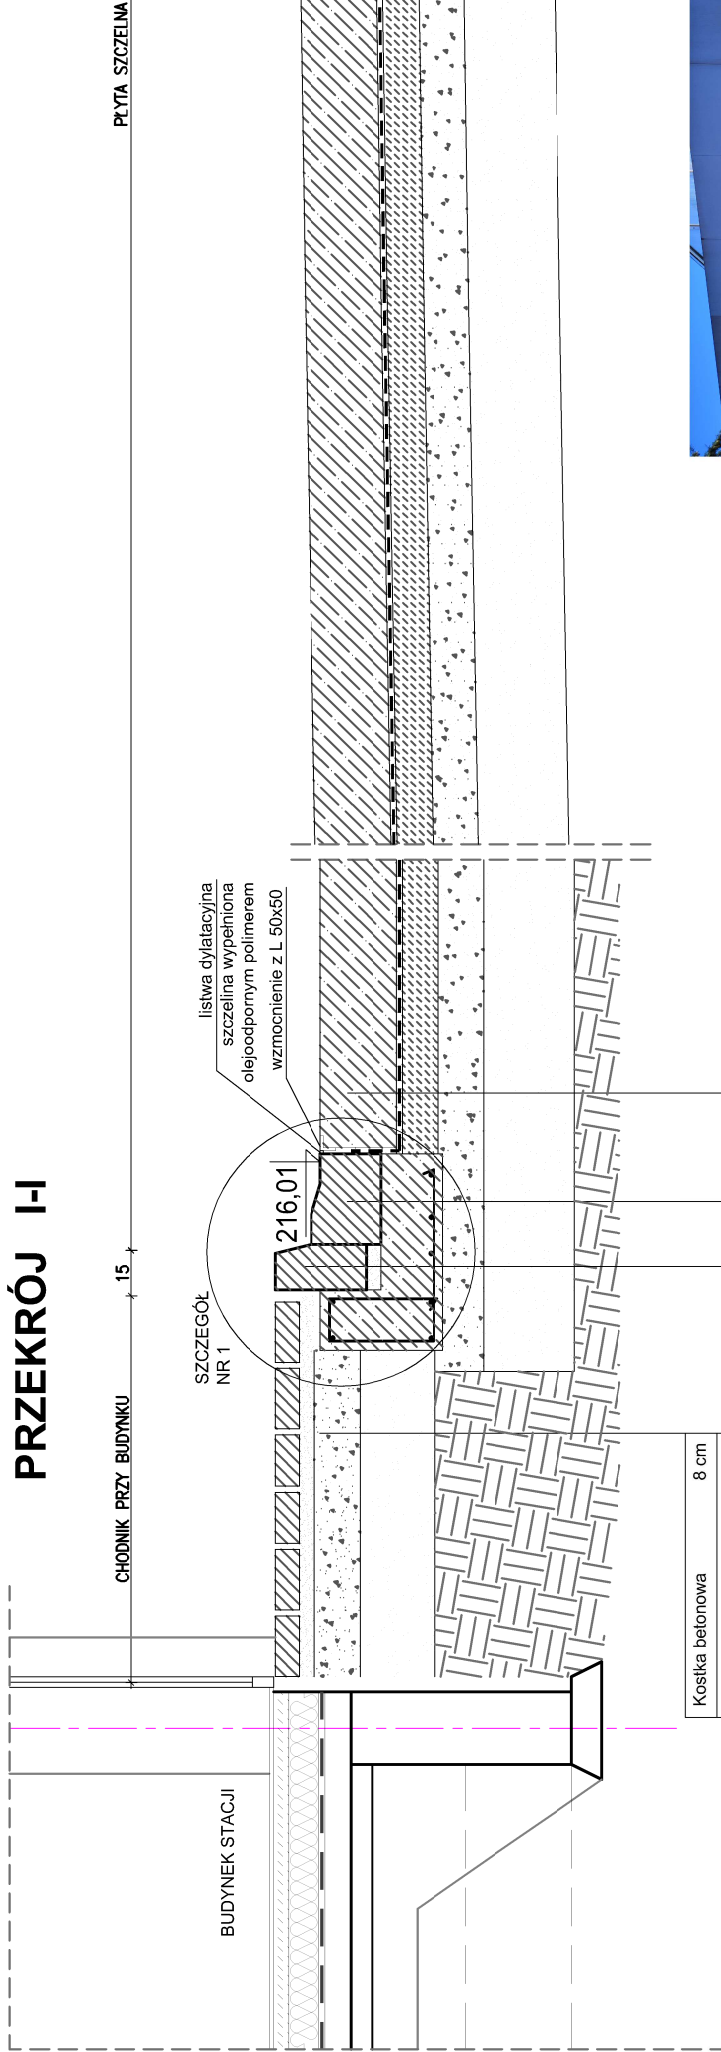 PRZEKRÓJ I-I
CHODNIK PRZY BUDYNKU
15
PŁYTA SZCZELNA
listwa dylatacyjna
szczelina wypełniona
olejoodpornym polimerem
wzmocnienie z L 50x50
216,01
SZCZEGÓŁ
NR 1
BUDYNEK STACJI
Kostka betonowa 8 cm